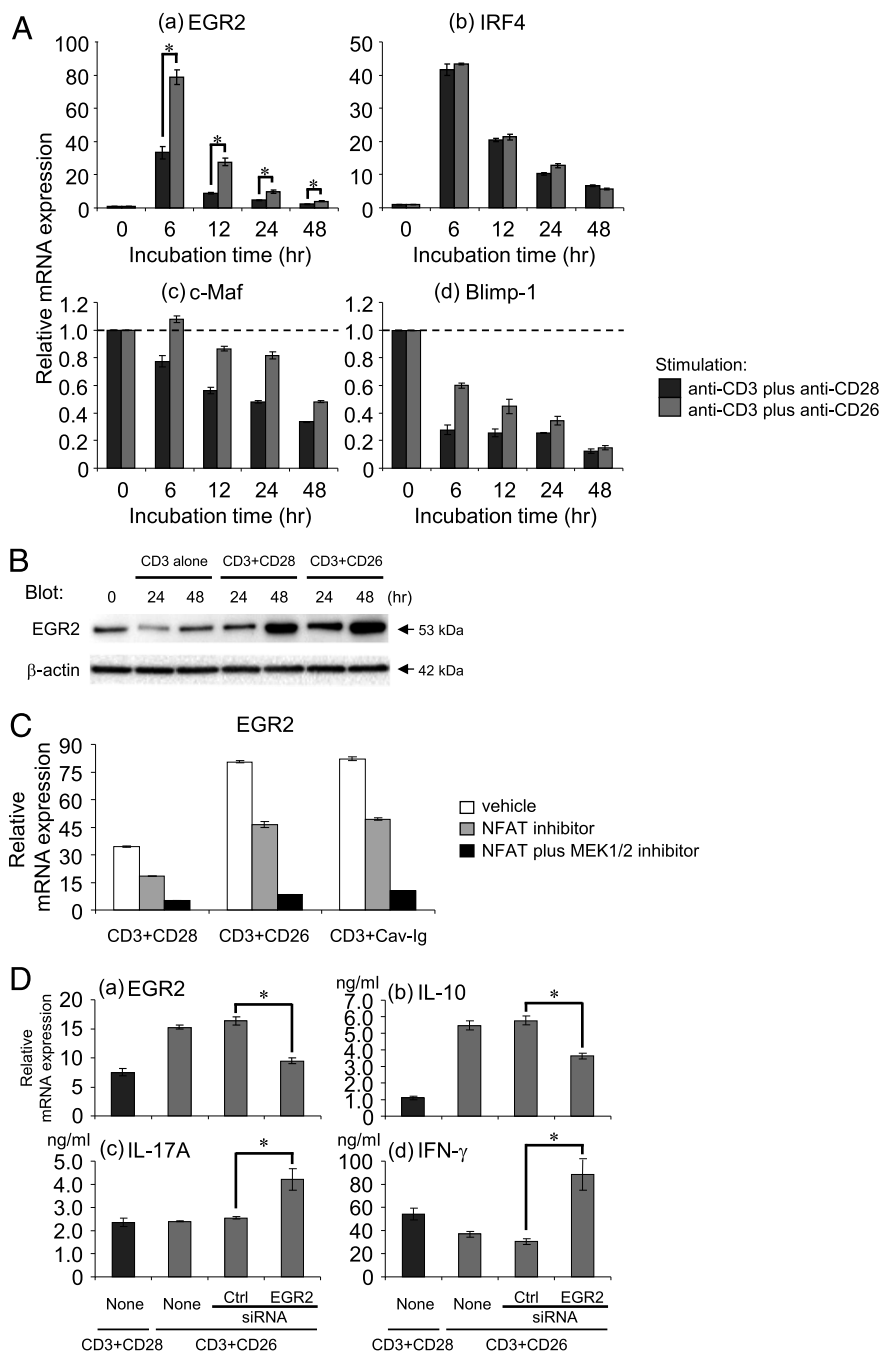 A
(a) EGR2
(b) IRF4
Relative mRNA expression
100
80
60
40
20
0
*
*
*
*
0 6 12 24 48
Incubation time (hr)
50
40
30
20
10
0
0 6 12 24 48
Incubation time (hr)
(c) c-Maf
(d) Blimp-1
1.2
1.0
0.8
0.6
0.4
0.2
0
0 6 12 24 48
Incubation time (hr)
1.2
1.0
0.8
0.6
0.4
0.2
0
0 6 12 24 48
Incubation time (hr)
Stimulation:
anti-CD3 plus anti-CD28
anti-CD3 plus anti-CD26
B
CD3 alone CD3+CD28 CD3+CD26
Blot: 0 24 48 24 48 24 48 (hr)
EGR2 53 kDa
β-actin 42 kDa
C
EGR2
Relative
mRNA expression
90
75
60
45
30
15
0
CD3+CD28 CD3+CD26 CD3+Cav-Ig
vehicle
NFAT inhibitor
NFAT plus MEK1/2 inhibitor
D
(a) EGR2
Relative
mRNA expression
20
15
10
5
0
*
ng/ml
(b) IL-10
7.0
6.0
5.0
4.0
3.0
2.0
1.0
0
*
ng/ml
(c) IL-17A
5.0
4.0
3.0
2.0
1.0
0
*
None None Ctrl EGR2
siRNA
CD3+CD28 CD3+CD26
ng/ml
(d) IFN-γ
100
80
60
40
20
0
*
None None Ctrl EGR2
siRNA
CD3+CD28 CD3+CD26